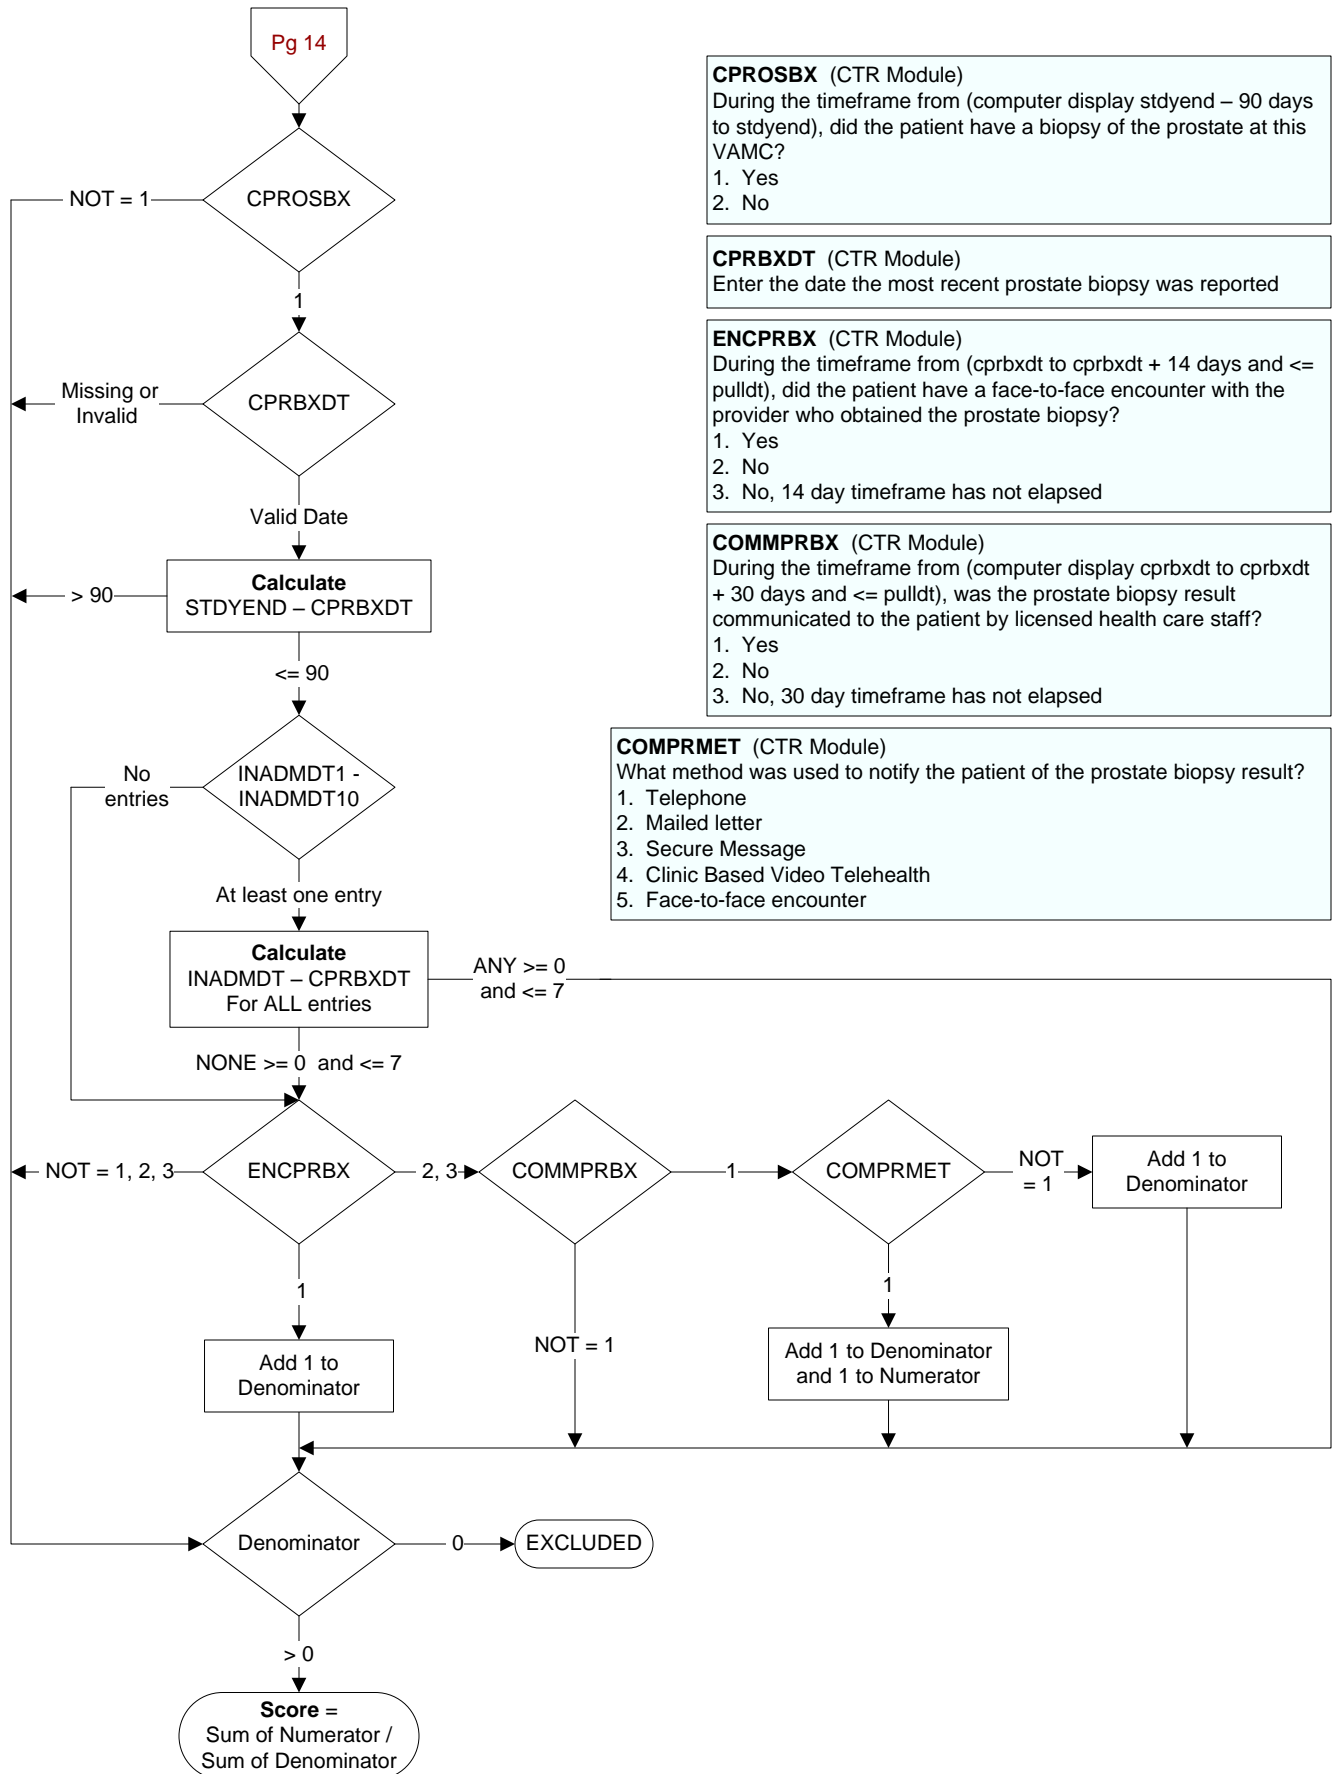 Pg 14
CPROSBX (CTR Module)
During the timeframe from (computer display stdyend – 90 days
to stdyend), did the patient have a biopsy of the prostate at this
VAMC?
1. Yes
2. No
NOT = 1
CPROSBX
1
CPRBXDT (CTR Module)
Enter the date the most recent prostate biopsy was reported
ENCPRBX (CTR Module)
During the timeframe from (cprbxdt to cprbxdt + 14 days and <=
pulldt), did the patient have a face-to-face encounter with the
provider who obtained the prostate biopsy?
1. Yes
2. No
3. No, 14 day timeframe has not elapsed
Missing or
Invalid
CPRBXDT
Valid Date
COMMPRBX (CTR Module)
During the timeframe from (computer display cprbxdt to cprbxdt
+ 30 days and <= pulldt), was the prostate biopsy result
communicated to the patient by licensed health care staff?
1. Yes
2. No
3. No, 30 day timeframe has not elapsed
> 90
Calculate
STDYEND – CPRBXDT
<= 90
COMPRMET (CTR Module)
What method was used to notify the patient of the prostate biopsy result?
1. Telephone
2. Mailed letter
3. Secure Message
4. Clinic Based Video Telehealth
5. Face-to-face encounter
No
entries
INADMDT1 -
INADMDT10
At least one entry
Calculate
INADMDT – CPRBXDT
For ALL entries
ANY >= 0
and <= 7
NONE >= 0 and <= 7
NOT = 1, 2, 3
ENCPRBX
2, 3
COMMPRBX
1
COMPRMET
NOT
= 1
Add 1 to
Denominator
1
NOT = 1
1
Add 1 to
Denominator
Add 1 to Denominator
and 1 to Numerator
Denominator
0
EXCLUDED
> 0
Score =
Sum of Numerator /
Sum of Denominator